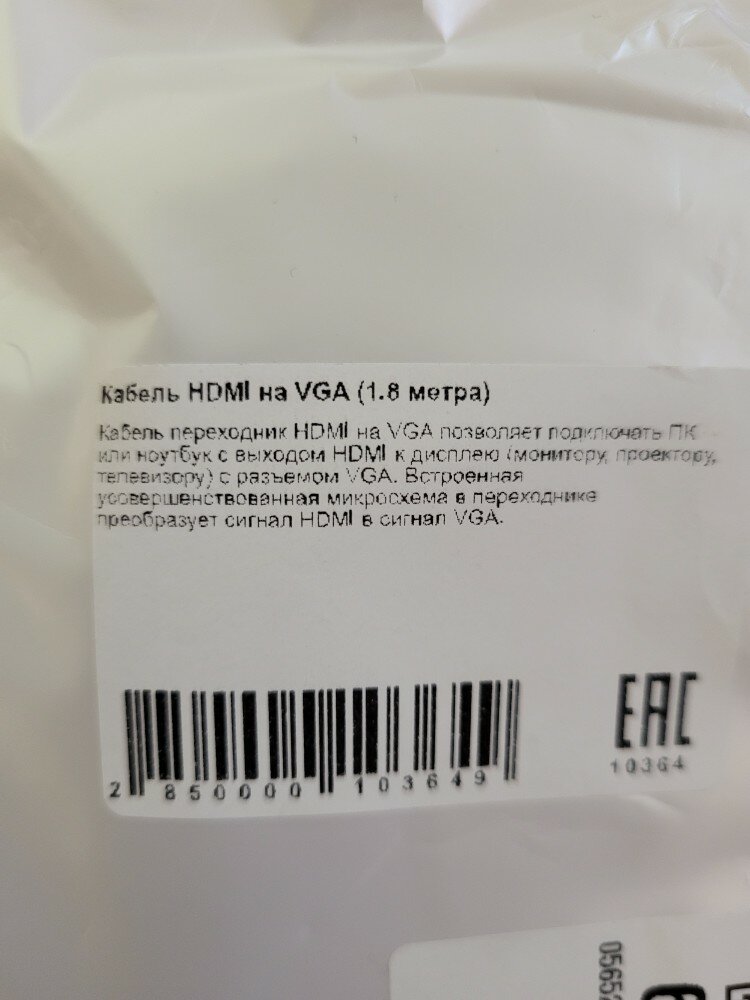 Кабель HDMI на VGA (1.8 метра)
Кабель переходник HDMI на VGA позволяет подключать ПК
или ноутбук с выходом HDMI к дисплею (монитору, проектору,
телевизору) с разъемом VGA. Встроенная
усовершенствованная микросхема в переходнике
преобразует сигнал HDMI в сигнал VGA.
EAC
10364
2 850000 103649